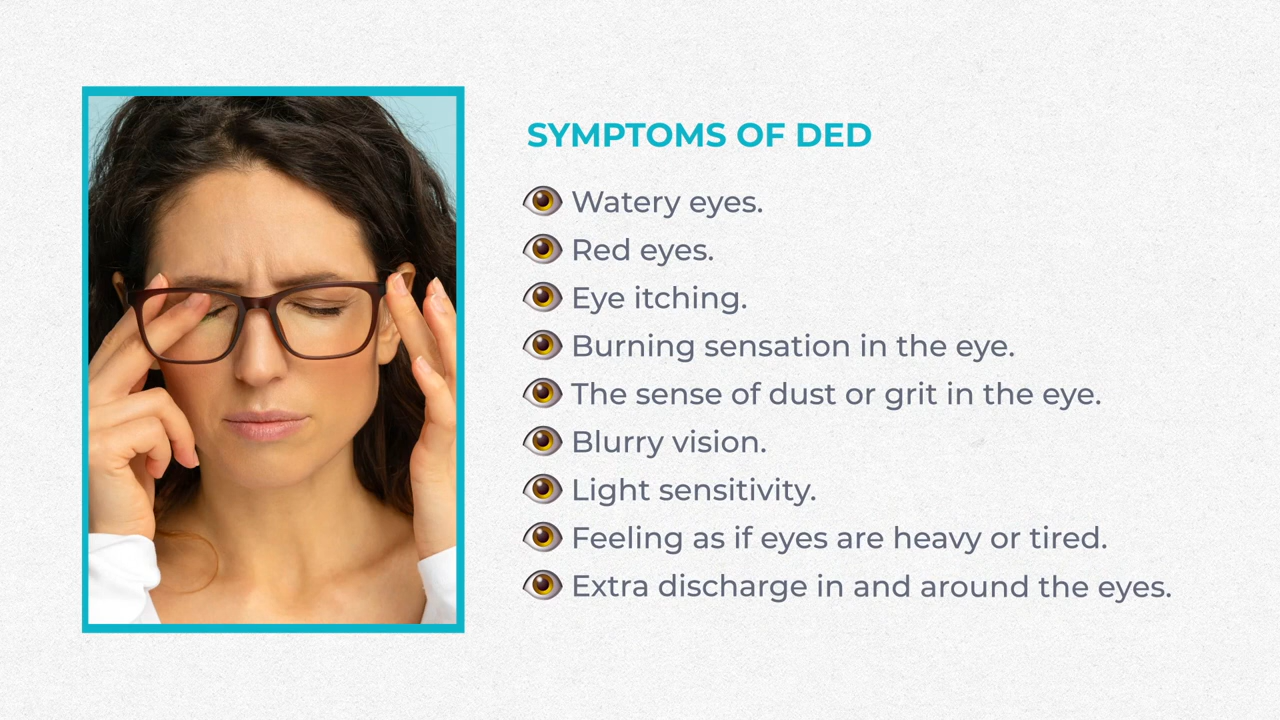 SYMPTOMS OF DED
Watery eyes.
Red eyes.
Eye itching.
Burning sensation in the eye.
The sense of dust or grit in the eye.
Blurry vision.
Light sensitivity.
Feeling as if eyes are heavy or tired.
Extra discharge in and around the eyes.